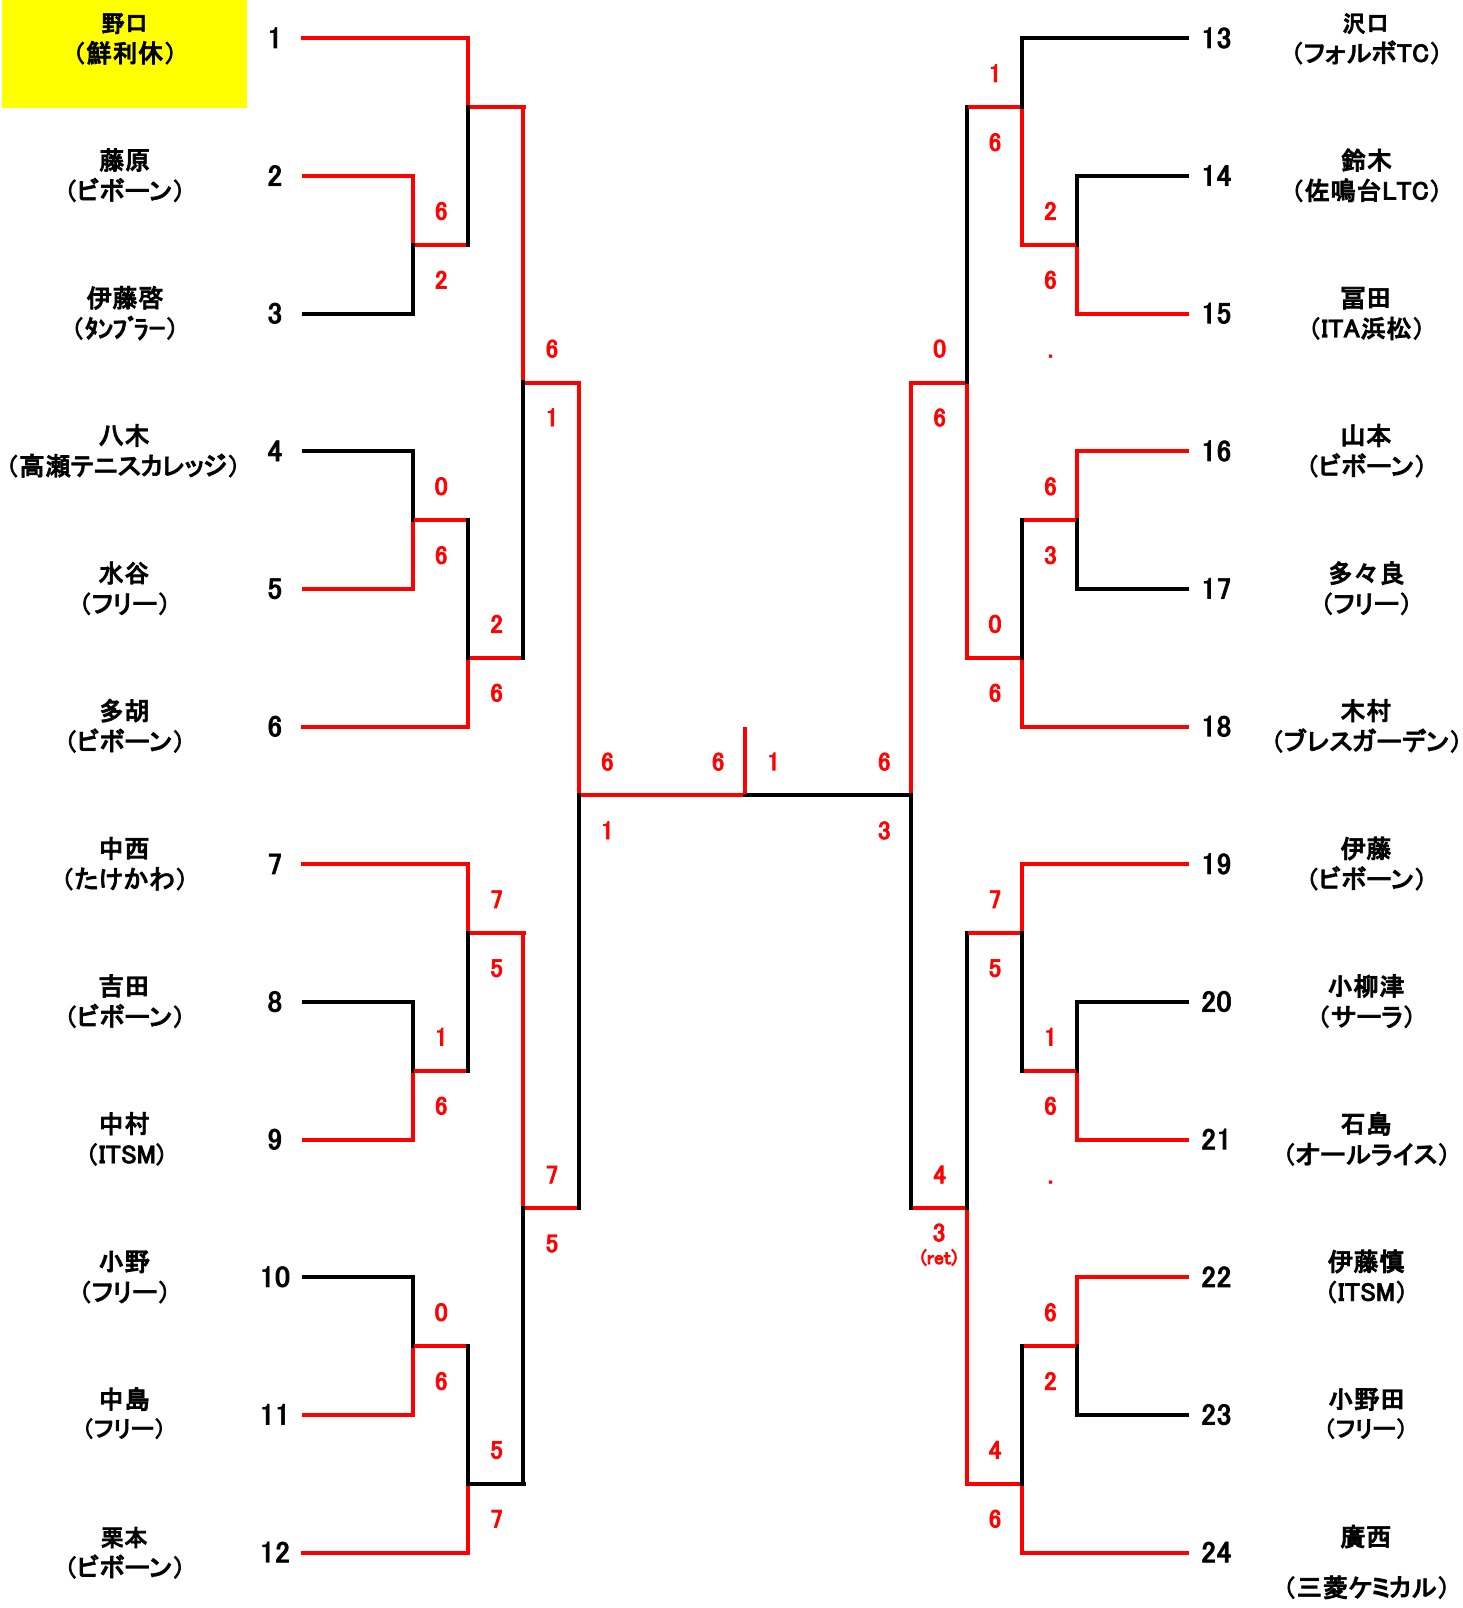 野口
(鮮利休)
1
藤原
(ビボーン)
2
6
2
伊藤啓
(タンブラー)
3
6
1
八木
(高瀬テニスカレッジ)
4
0
6
水谷
(フリー)
5
2
6
多胡
(ビボーン)
6
6
1
6
中西
(たけかわ)
7
7
5
吉田
(ビボーン)
8
1
6
中村
(ITSM)
9
7
5
小野
(フリー)
10
0
6
中島
(フリー)
11
5
7
栗本
(ビボーン)
12
13
沢口
(フォルボTC)
1
6
14
鈴木
(佐鳴台LTC)
2
6
15
冨田
(ITA浜松)
.
0
6
16
山本
(ビボーン)
6
3
17
多々良
(フリー)
0
6
18
木村
(ブレスガーデン)
1
6
3
19
伊藤
(ビボーン)
7
5
20
小柳津
(サーラ)
1
6
21
石島
(オールライス)
.
4
3
(ret)
22
伊藤慎
(ITSM)
6
2
23
小野田
(フリー)
4
6
24
廣西
(三菱ケミカル)